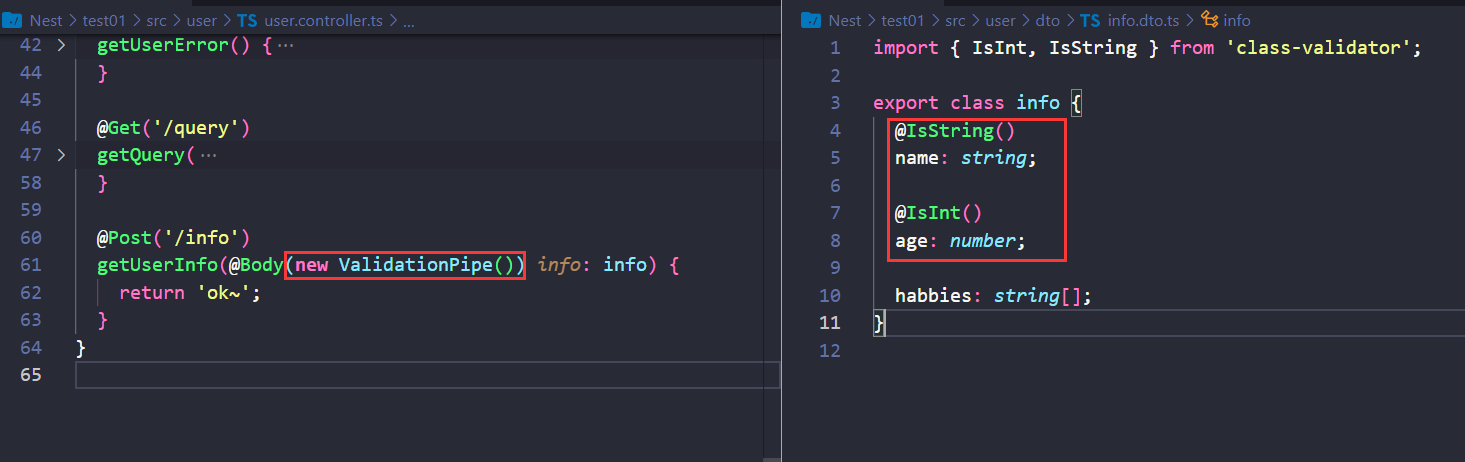 Nest > test01 > src > user > TS user.controller.ts > ...
42 > getUserError() { ...
44 }
45
46 @Get('/query')
47 > getQuery( ...
58 }
59
60 @Post('/info')
61 getUserInfo(@Body(new ValidationPipe()) info: info) {
62 return 'ok~';
63 }
64 }
65
Nest > test01 > src > user > dto > TS info.dto.ts > info
1 import { IsInt, IsString } from 'class-validator';
2
3 export class info {
4 @IsString()
5 name: string;
6
7 @IsInt()
8 age: number;
9
10 habbies: string[];
11 }
12